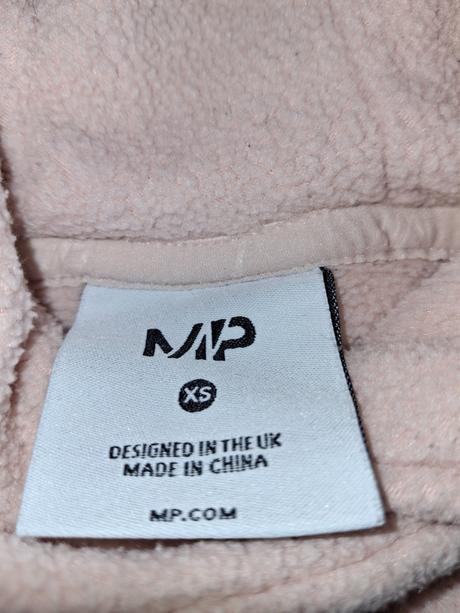 MP
XS
DESIGNED IN THE UK
MADE IN CHINA
MP.COM